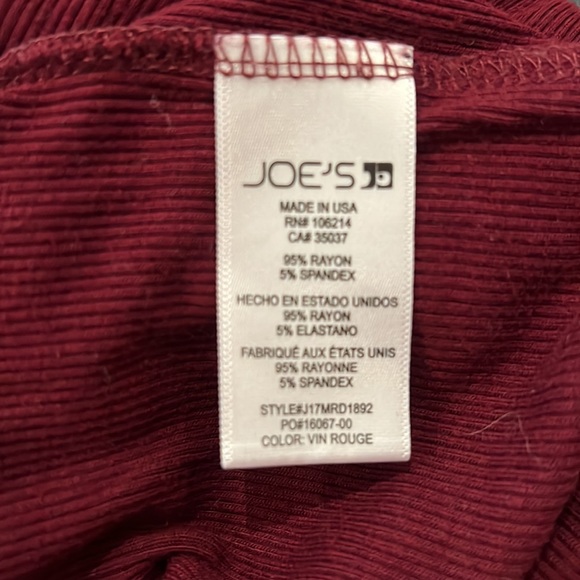 JOE'S
MADE IN USA
RN# 106214
CA# 35037
95% RAYON
5% SPANDEX
HECHO EN ESTADO UNIDOS
95% RAYON
5% ELASTANO
FABRIQUÉ AUX ÉTATS UNIS
95% RAYONNE
5% SPANDEX
STYLE#J17MRD1892
PO#16067-00
COLOR: VIN ROUGE